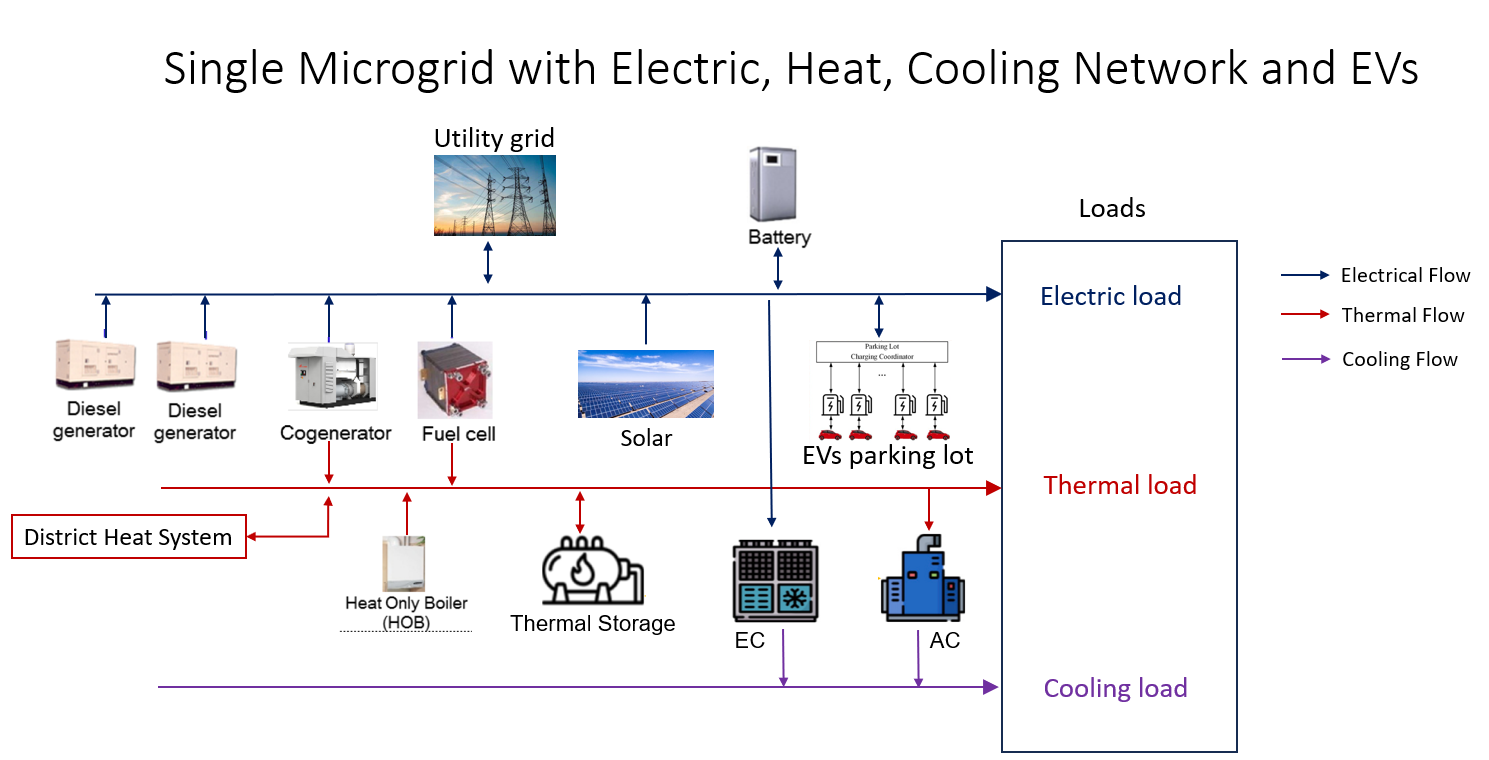 Single Microgrid with Electric, Heat, Cooling Network and EVs
Utility grid
Battery
Loads
Electric load
Electrical Flow
Thermal Flow
Cooling Flow
Diesel
generator
Diesel
generator
Cogenerator
Fuel cell
Solar
Parking Lot
Charging Coordinator
...
EVs parking lot
Thermal load
District Heat System
Heat Only Boiler
(HOB)
Thermal Storage
EC
AC
Cooling load